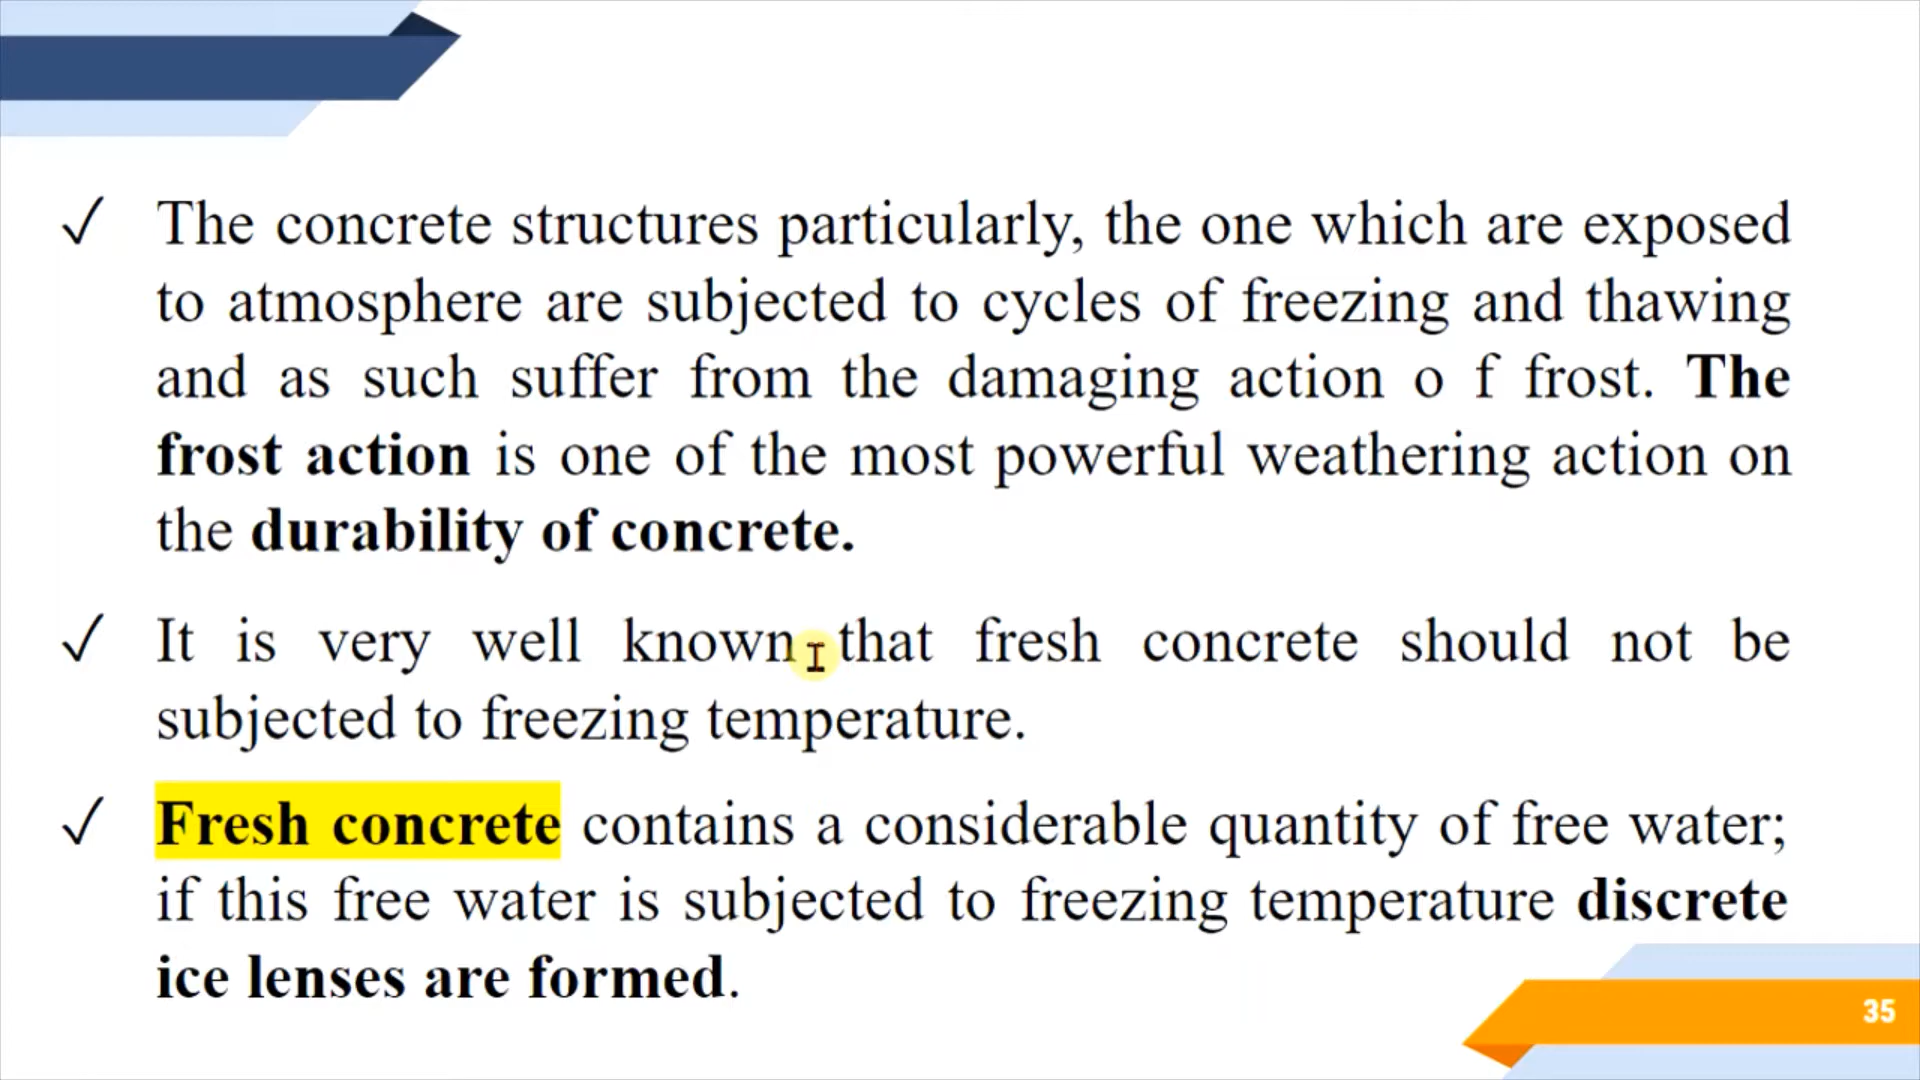 ✓ The concrete structures particularly, the one which are exposed
to atmosphere are subjected to cycles of freezing and thawing
and as such suffer from the damaging action o f frost. The
frost action is one of the most powerful weathering action on
the durability of concrete.
✓ It is very well known that fresh concrete should not be
subjected to freezing temperature.
✓ Fresh concrete contains a considerable quantity of free water;
if this free water is subjected to freezing temperature discrete
ice lenses are formed.
35